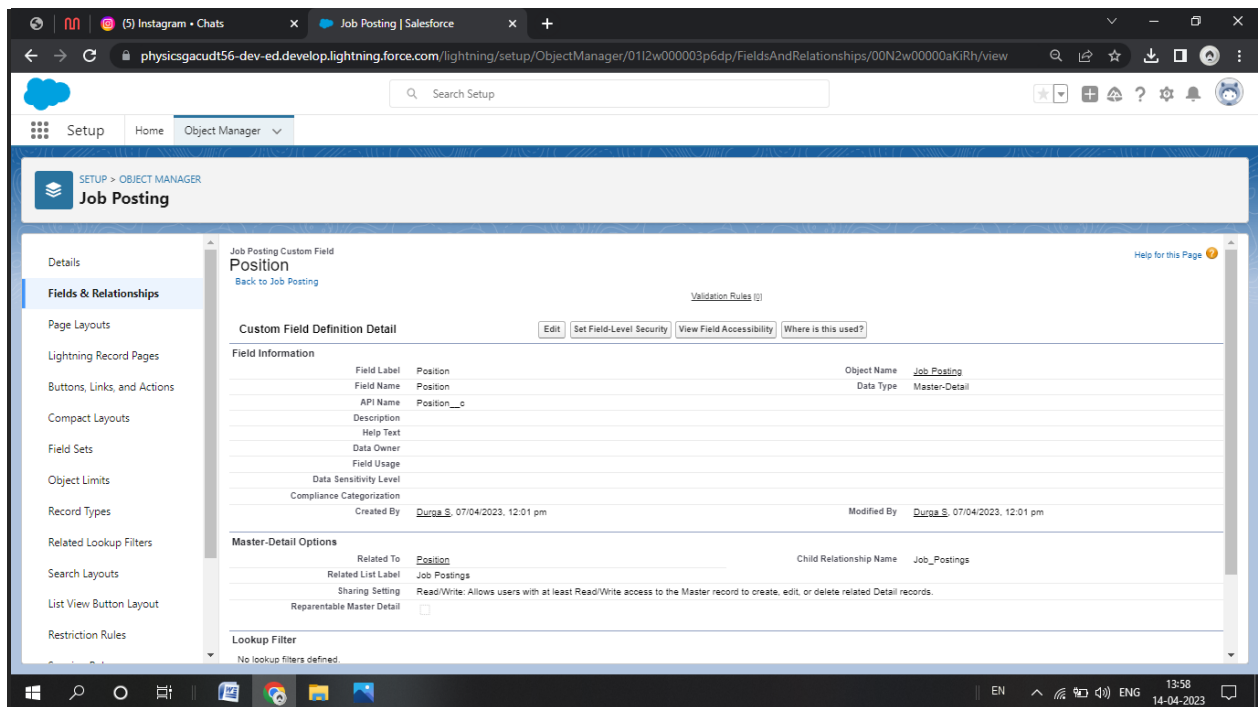 (5) Instagram • Chats
Job Posting | Salesforce
physicsgacudt56-dev-ed.develop.lightning.force.com/lightning/setup/ObjectManager/01I2w000003p6dp/FieldsAndRelationships/00N2w00000aKiRh/view
Search Setup
Setup
Home
Object Manager
SETUP > OBJECT MANAGER
Job Posting
Details
Fields & Relationships
Page Layouts
Lightning Record Pages
Buttons, Links, and Actions
Compact Layouts
Field Sets
Object Limits
Record Types
Related Lookup Filters
Search Layouts
List View Button Layout
Restriction Rules
Job Posting Custom Field
Position
Back to Job Posting
Help for this Page
Validation Rules [0]
Custom Field Definition Detail
Edit Set Field-Level Security View Field Accessibility Where is this used?
Field Information
Field Label Position Object Name Job Posting
Field Name Position Data Type Master-Detail
API Name Position__c
Description
Help Text
Data Owner
Field Usage
Data Sensitivity Level
Compliance Categorization
Created By Durga S, 07/04/2023, 12:01 pm Modified By Durga S, 07/04/2023, 12:01 pm
Master-Detail Options
Related To Position Child Relationship Name Job_Postings
Related List Label Job Postings
Sharing Setting Read/Write: Allows users with at least Read/Write access to the Master record to create, edit, or delete related Detail records.
Reparentable Master Detail
Lookup Filter
No lookup filters defined.
EN
ENG
13:58
14-04-2023